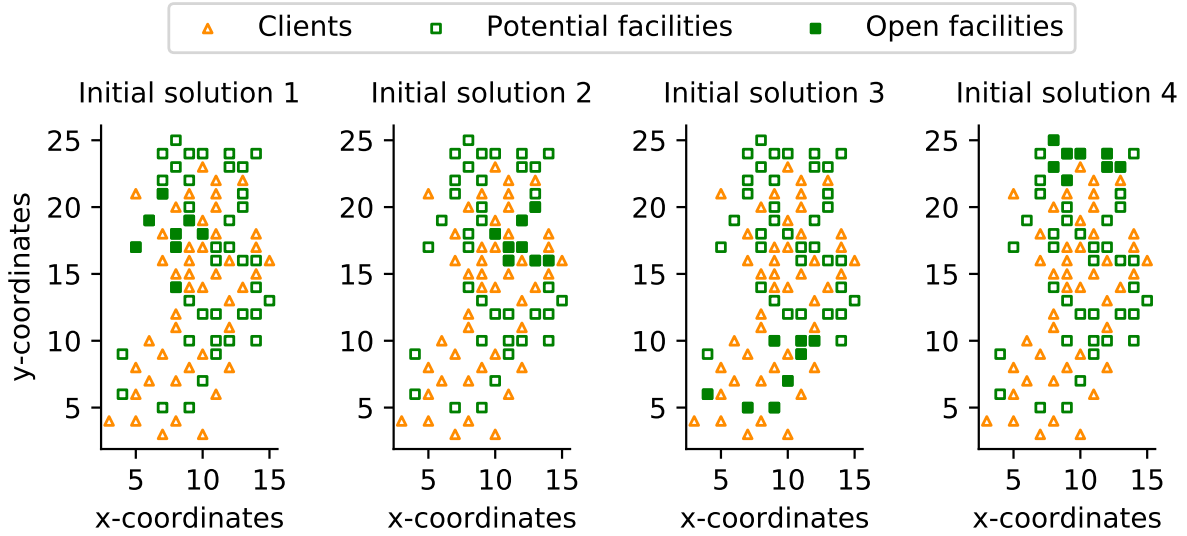 Clients Potential facilities Open facilities
Initial solution 1 Initial solution 2 Initial solution 3 Initial solution 4
25 25 25 25
20 20 20 20
15 15 15 15
10 10 10 10
5 5 5 5
y-coordinates
5 10 15 5 10 15 5 10 15 5 10 15
x-coordinates x-coordinates x-coordinates x-coordinates